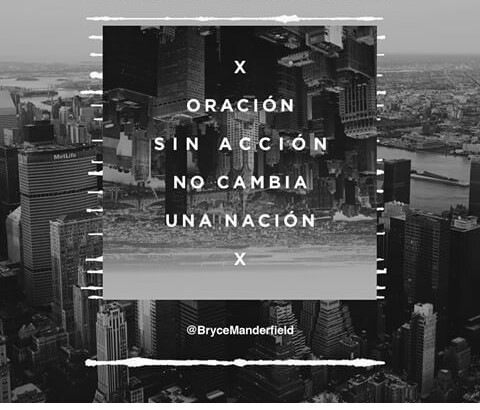 X
ORACIÓN
SIN ACCIÓN
NO CAMBIA
UNA NACIÓN
X
@BryceManderfield
MetLife